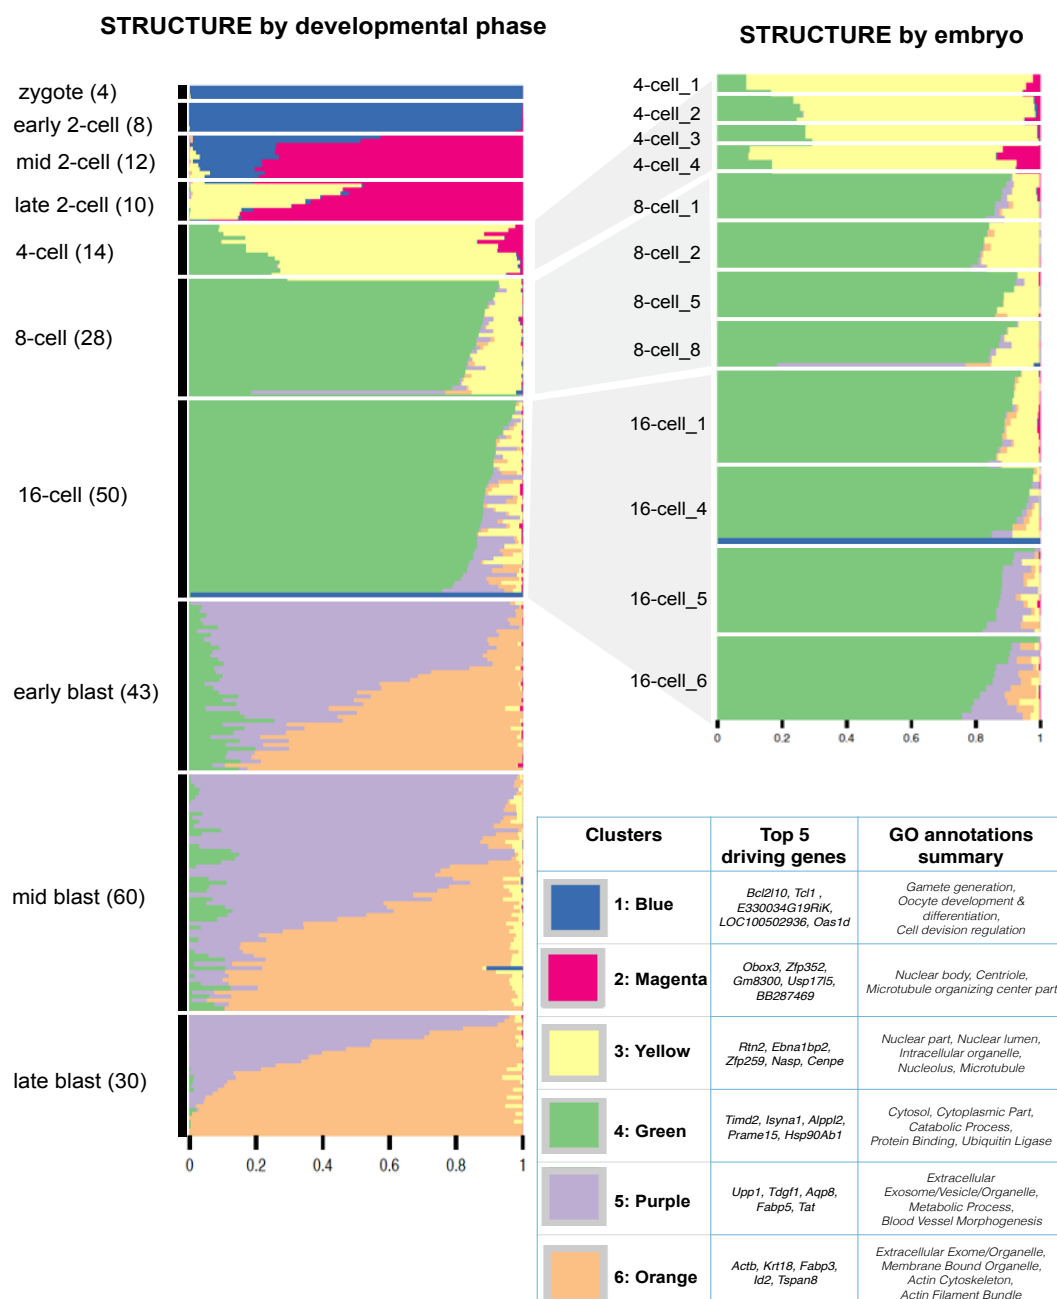 STRUCTURE by developmental phase
zygote (4)
early 2-cell (8)
mid 2-cell (12)
late 2-cell (10)
4-cell (14)
8-cell (28)
16-cell (50)
early blast (43)
mid blast (60)
late blast (30)
0 0.2 0.4 0.6 0.8 1
STRUCTURE by embryo
4-cell_1
4-cell_2
4-cell_3
4-cell_4
8-cell_1
8-cell_2
8-cell_5
8-cell_8
16-cell_1
16-cell_4
16-cell_5
16-cell_6
0 0.2 0.4 0.6 0.8 1
Clusters
Top 5
driving genes
GO annotations
summary
1: Blue
Bcl2l10, Tcl1 ,
E330034G19RiK,
LOC100502936, Oas1d
Gamete generation,
Oocyte development &
differentiation,
Cell devision regulation
2: Magenta
Obox3, Zfp352,
Gm8300, Usp17l5,
BB287469
Nuclear body, Centriole,
Microtubule organizing center part
3: Yellow
Rtn2, Ebna1bp2,
Zfp259, Nasp, Cenpe
Nuclear part, Nuclear lumen,
Intracellular organelle,
Nucleolus, Microtubule
4: Green
Timd2, Isyna1, Alppl2,
Prame15, Hsp90Ab1
Cytosol, Cytoplasmic Part,
Catabolic Process,
Protein Binding, Ubiquitin Ligase
5: Purple
Upp1, Tdgf1, Aqp8,
Fabp5, Tat
Extracellular
Exosome/Vesicle/Organelle,
Metabolic Process,
Blood Vessel Morphogenesis
6: Orange
Actb, Krt18, Fabp3,
Id2, Tspan8
Extracellular Exome/Organelle,
Membrane Bound Organelle,
Actin Cytoskeleton,
Actin Filament Bundle